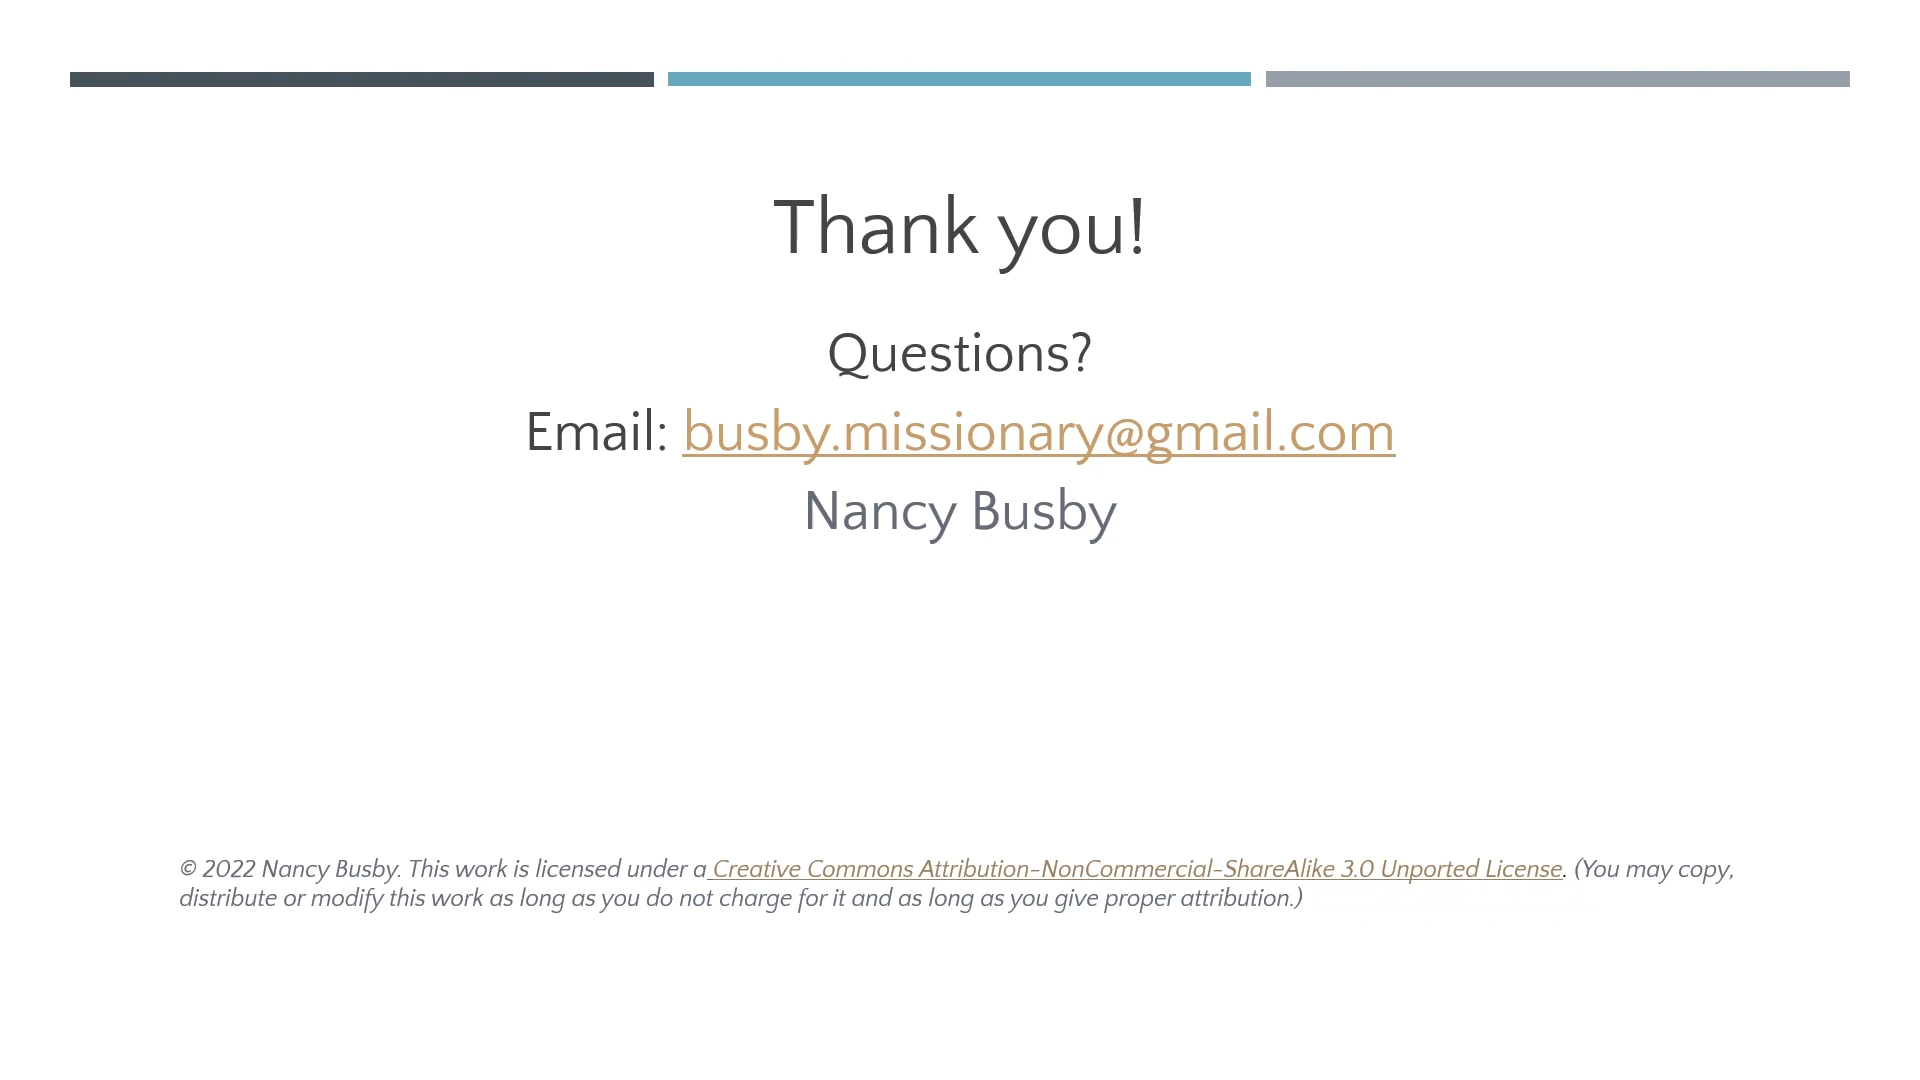 Thank you!
Questions?
Email: busby.missionary@gmail.com
Nancy Busby
© 2022 Nancy Busby. This work is licensed under a Creative Commons Attribution-NonCommercial-ShareAlike 3.0 Unported License. (You may copy,
distribute or modify this work as long as you do not charge for it and as long as you give proper attribution.)